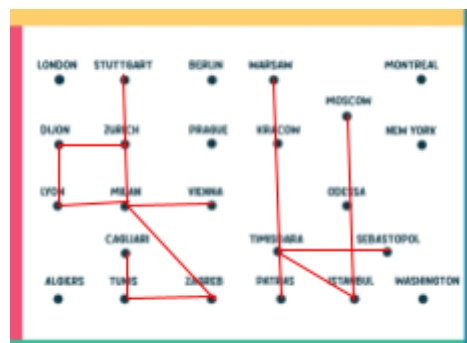 LONDON STUTTGART BERLIN WARSAW MONTREAL
MOSCOW
DIJON ZURICH PRAGUE KRACOW NEW YORK
LYON MILAN VIENNA ODESSA
CAGLIARI TIMISOARA SEBASTOPOL
ALGIERS TUNIS ZAGREB PATRAS ISTANBUL WASHINGTON